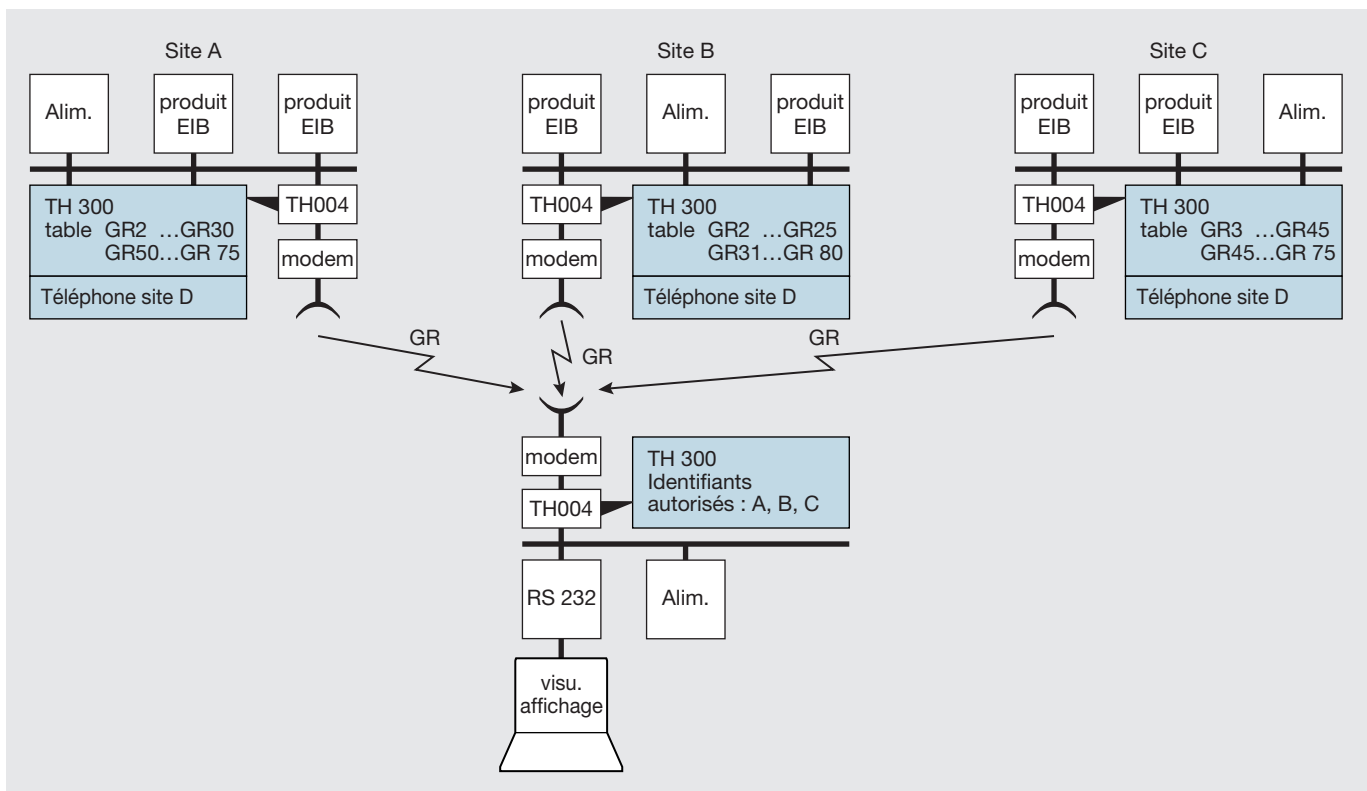 Site A
Alim.
produit
EIB
produit
EIB
TH 300
table GR2 ...GR30
GR50...GR 75
Téléphone site D
TH004
modem
Site B
produit
EIB
Alim.
produit
EIB
TH004
modem
TH 300
table GR2 ...GR25
GR31...GR 80
Téléphone site D
Site C
produit
EIB
produit
EIB
Alim.
TH004
modem
TH 300
table GR3 ...GR45
GR45...GR 75
Téléphone site D
GR
GR
GR
modem
TH004
TH 300
Identifiants
autorisés : A, B, C
RS 232
Alim.
visu.
affichage